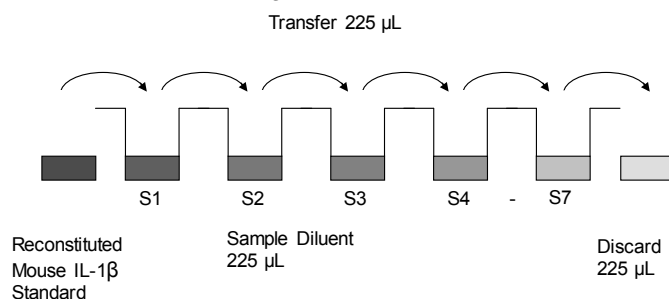 Transfer 225 µL
S1 S2 S3 S4 - S7
Reconstituted
Mouse IL-1β
Standard
Sample Diluent
225 µL
Discard
225 µL